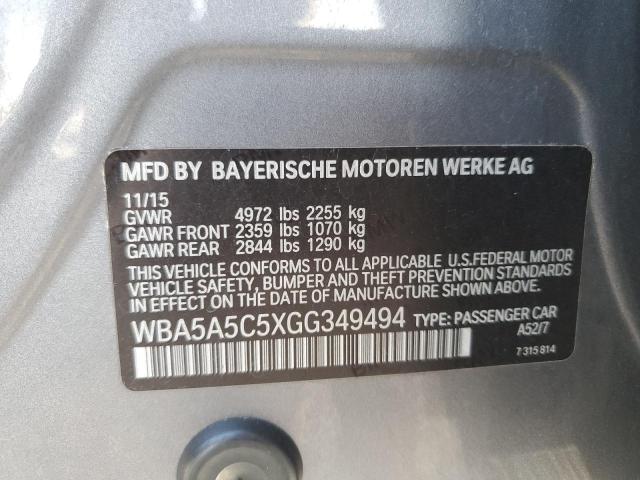 MFD BY BAYERISCHE MOTOREN WERKE AG
11/15
GVWR 4972 lbs 2255 kg
GAWR FRONT 2359 lbs 1070 kg
GAWR REAR 2844 lbs 1290 kg
THIS VEHICLE CONFORMS TO ALL APPLICABLE U.S.FEDERAL MOTOR
VEHICLE SAFETY, BUMPER AND THEFT PREVENTION STANDARDS
IN EFFECT ON THE DATE OF MANUFACTURE SHOWN ABOVE.
WBA5A5C5XGG349494 TYPE: PASSENGER CAR
A52/7
7 315 814